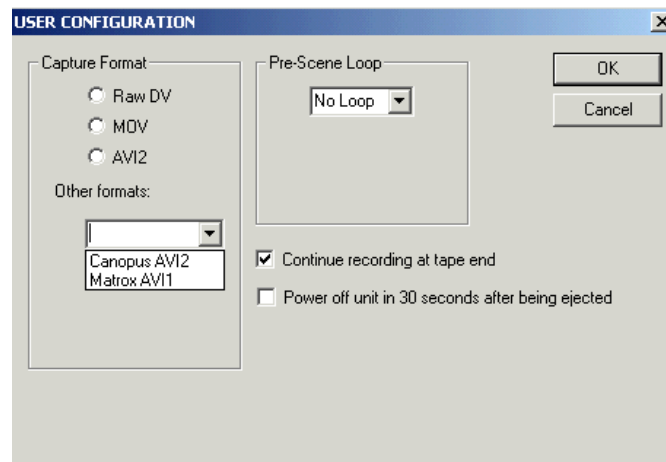 USER CONFIGURATION
Capture Format
Raw DV
MOV
AVI2
Other formats:
Canopus AVI2
Matrox AVI1
Pre-Scene Loop
No Loop
Continue recording at tape end
Power off unit in 30 seconds after being ejected
OK
Cancel